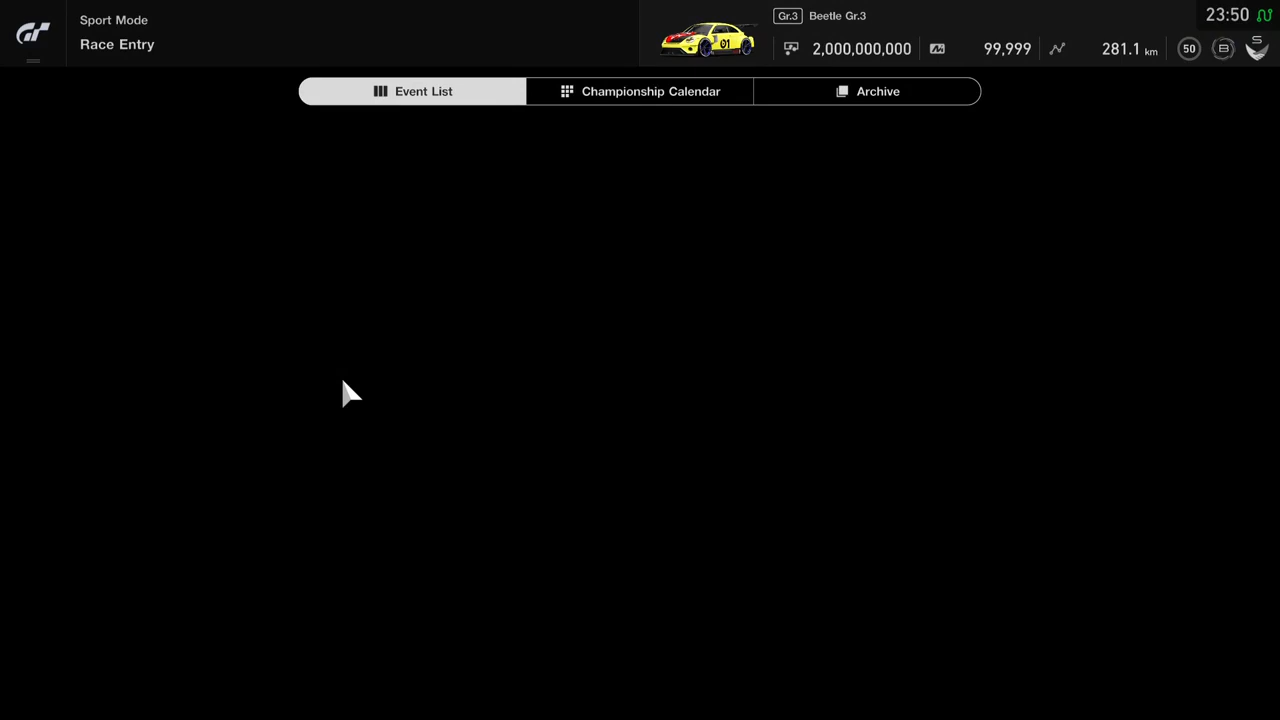 Sport Mode
Race Entry
Gr.3 Beetle Gr.3
2,000,000,000 99,999 281.1 km 50 B S
23:50
01
Event List Championship Calendar Archive